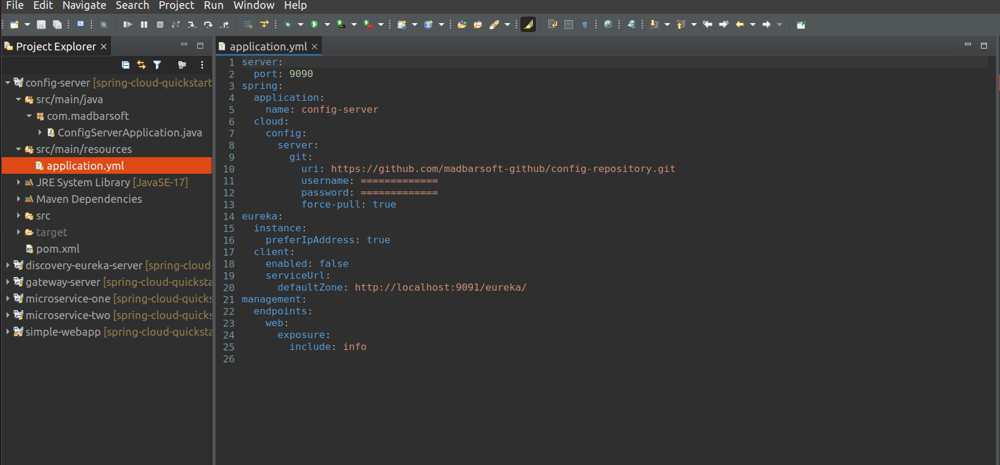 File Edit Navigate Search Project Run Window Help
Project Explorer
config-server [spring-cloud-quickstart
src/main/java
com.madbarsoft
ConfigServerApplication.java
src/main/resources
application.yml
JRE System Library [JavaSE-17]
Maven Dependencies
src
target
pom.xml
discovery-eureka-server [spring-cloud-
gateway-server [spring-cloud-quicksta
microservice-one [spring-cloud-quicks
microservice-two [spring-cloud-quicks
simple-webapp [spring-cloud-quicksta
application.yml
1 server:
2   port: 9090
3 spring:
4   application:
5     name: config-server
6   cloud:
7     config:
8       server:
9         git:
10           uri: https://github.com/madbarsoft-github/config-repository.git
11           username: =============
12           password: =============
13           force-pull: true
14 eureka:
15   instance:
16     preferIpAddress: true
17   client:
18     enabled: false
19     serviceUrl:
20       defaultZone: http://localhost:9091/eureka/
21 management:
22   endpoints:
23     web:
24       exposure:
25         include: info
26